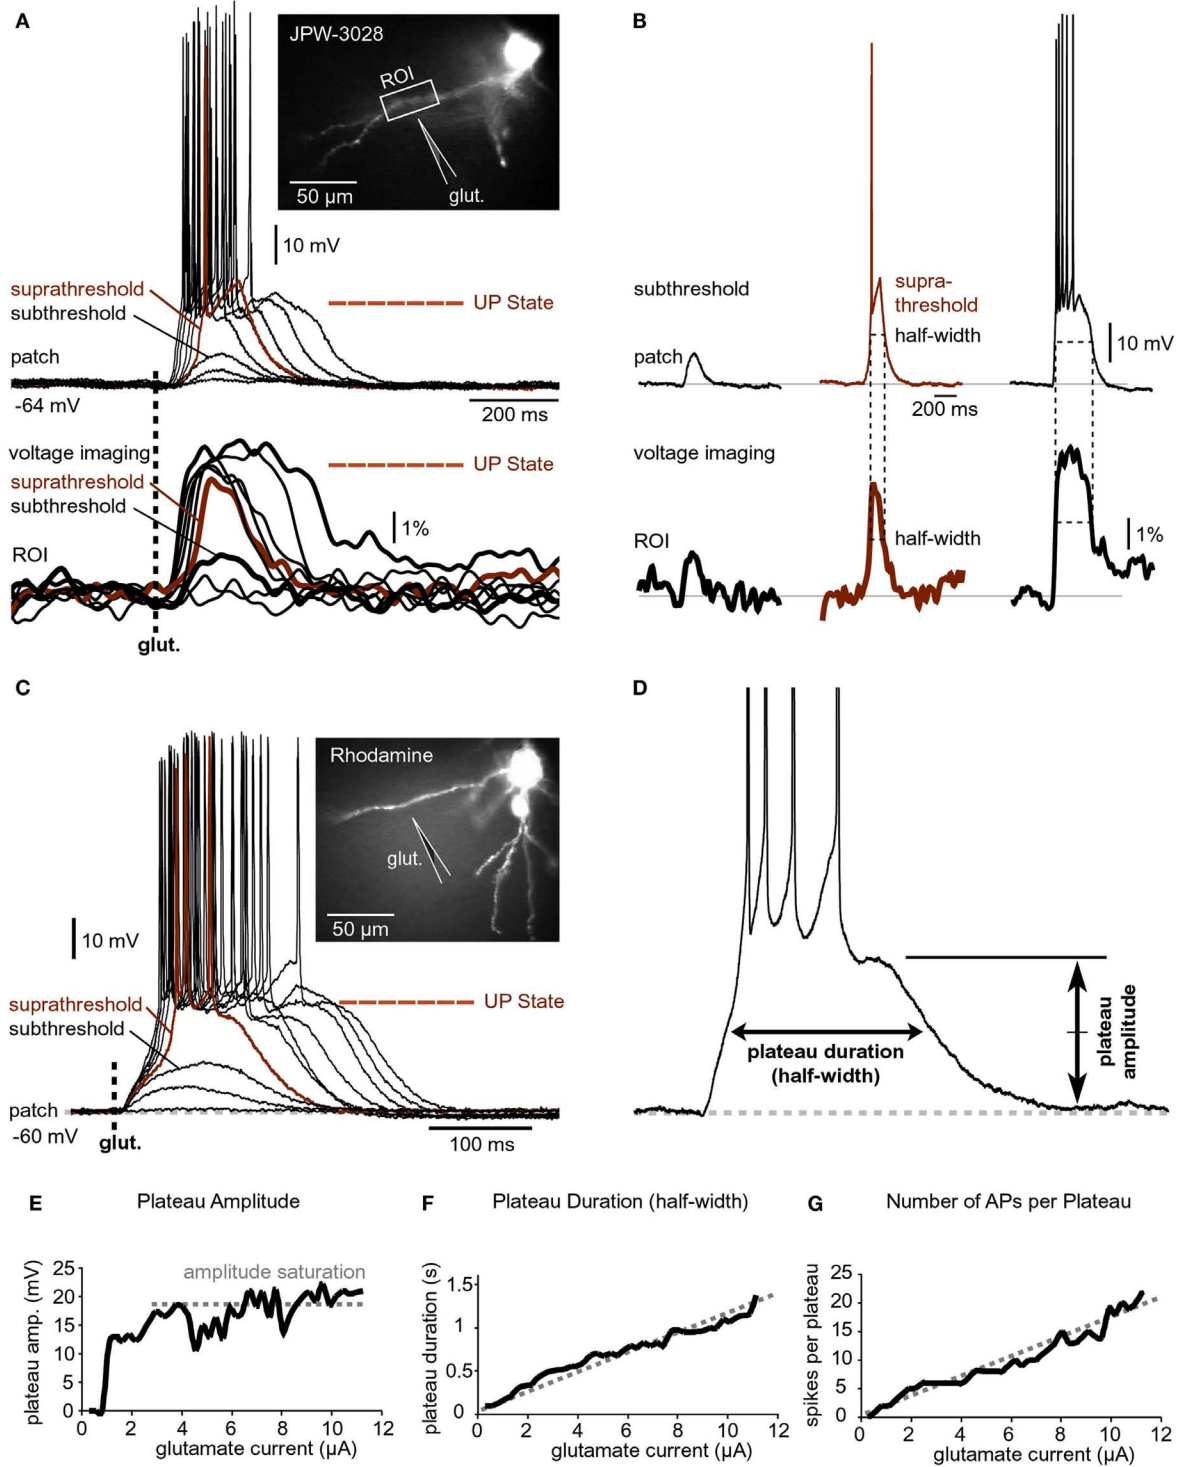 A
JPW-3028
ROI
50 µm
glut.
10 mV
suprathreshold
subthreshold
UP State
patch
-64 mV
200 ms
voltage imaging
suprathreshold
subthreshold
UP State
1%
ROI
glut.
B
subthreshold
supra-
threshold
half-width
patch
10 mV
200 ms
voltage imaging
half-width
ROI
1%
C
Rhodamine
glut.
50 µm
10 mV
suprathreshold
subthreshold
UP State
patch
-60 mV
glut.
100 ms
D
plateau duration
(half-width)
plateau
amplitude
E Plateau Amplitude
plateau amp. (mV)
25
20
15
10
5
0
amplitude saturation
0 2 4 6 8 10 12
glutamate current (µA)
F Plateau Duration (half-width)
plateau duration (s)
1.5
1
0.5
0
0 2 4 6 8 10 12
glutamate current (µA)
G Number of APs per Plateau
spikes per plateau
25
20
15
10
5
0
0 2 4 6 8 10 12
glutamate current (µA)